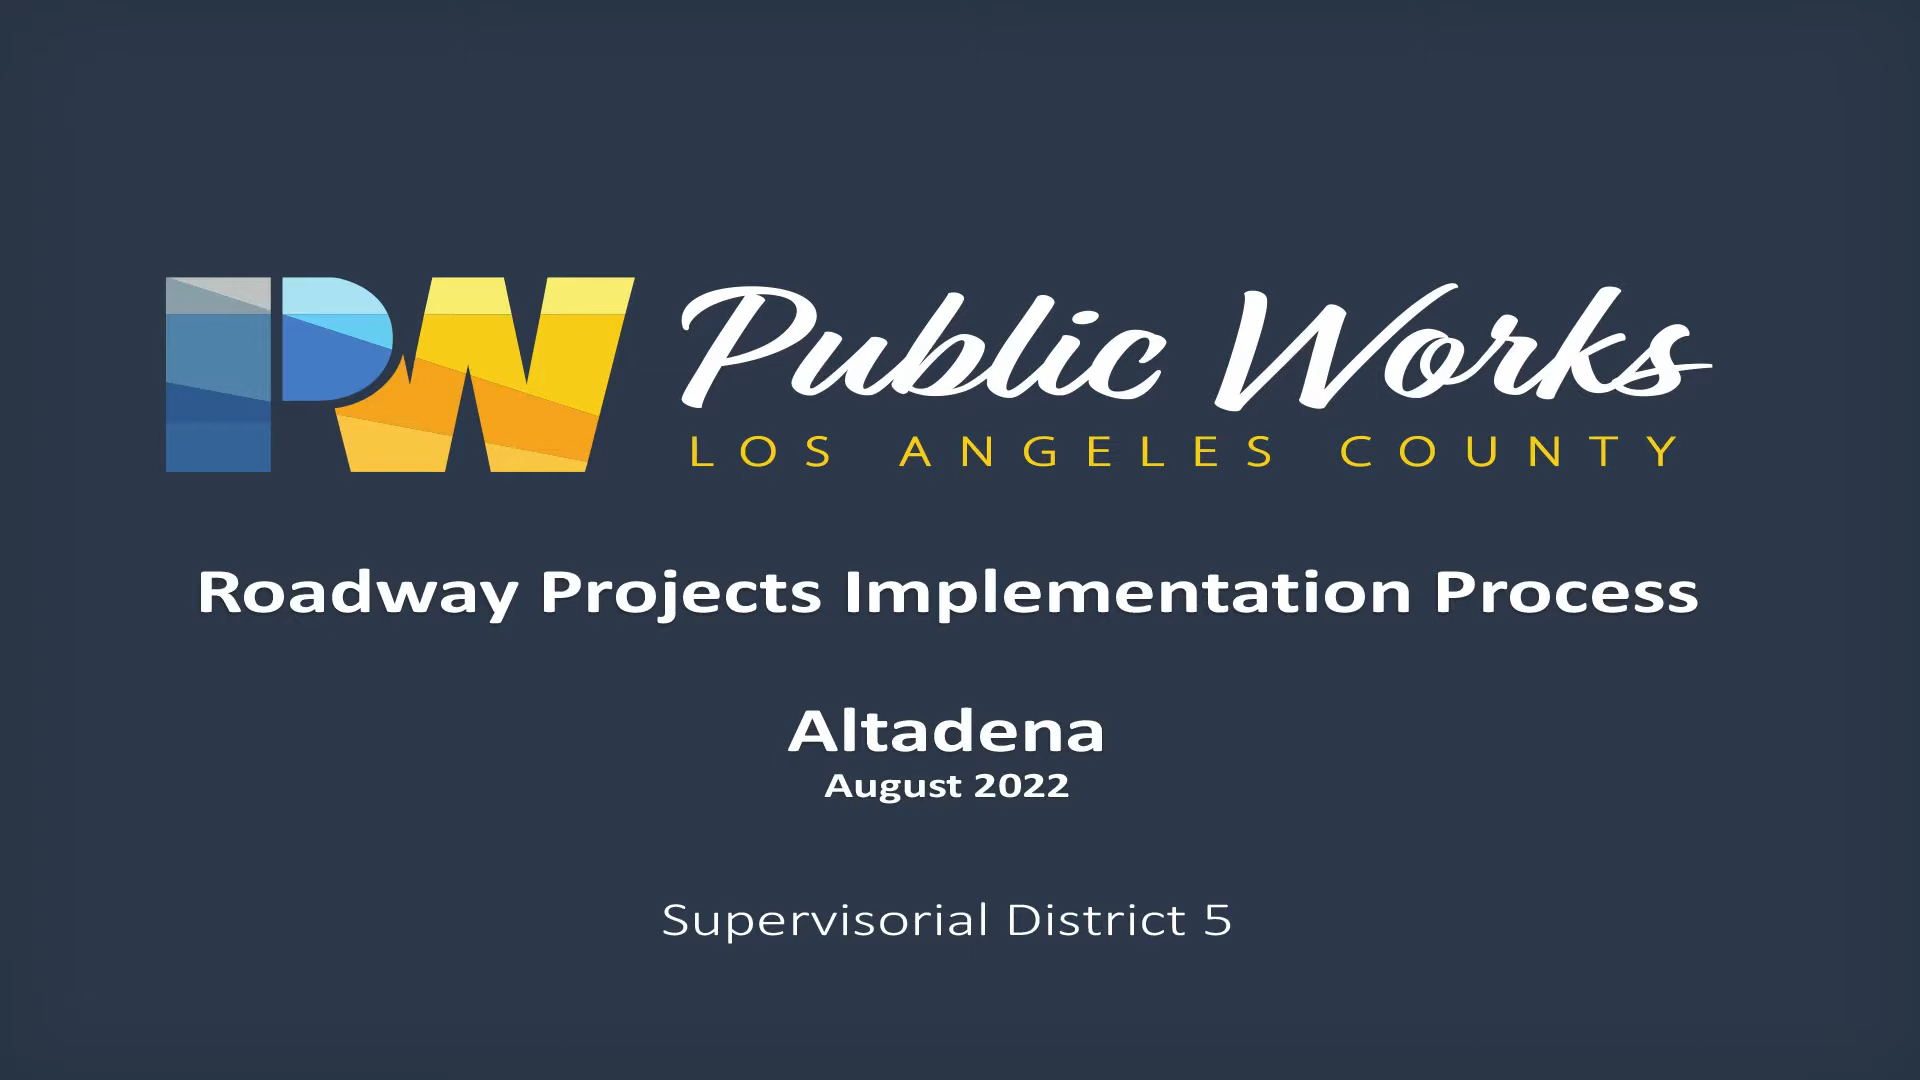 PW Public Works
LOS ANGELES COUNTY
Roadway Projects Implementation Process
Altadena
August 2022
Supervisorial District 5